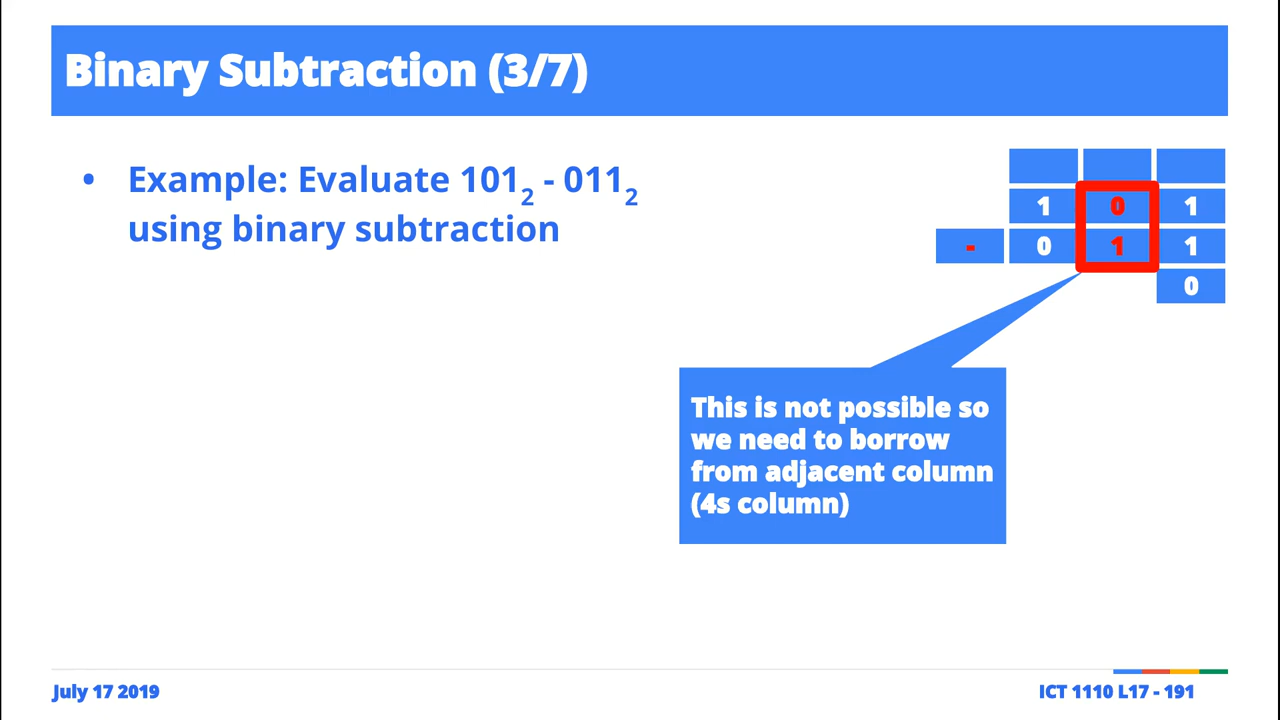 Binary Subtraction (3/7)
• Example: Evaluate 101₂ - 011₂
using binary subtraction
1 0 1
- 0 1 1
0
This is not possible so
we need to borrow
from adjacent column
(4s column)
July 17 2019
ICT 1110 L17 - 191